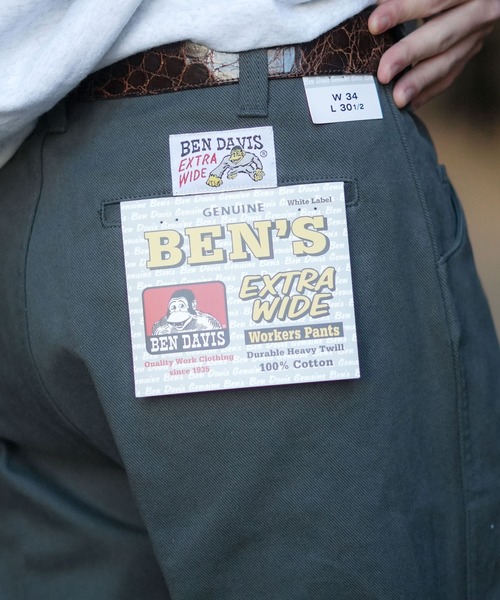 W 34
L 30 1/2
BEN DAVIS
EXTRA
WIDE
®
GENUINE
White Label
BEN'S
EXTRA
WIDE
BEN DAVIS
Workers Pants
Quality Work Clothing
since 1935
Durable Heavy Twill
100% Cotton